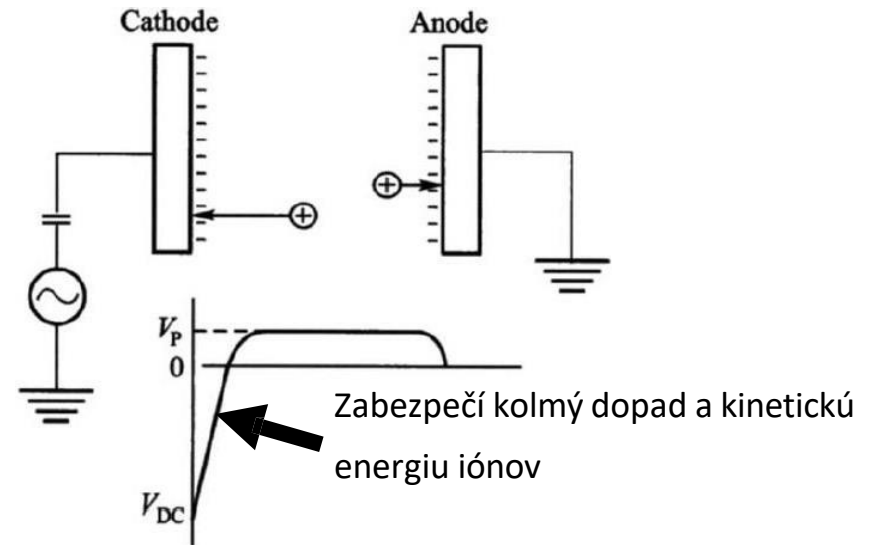 Cathode
Anode
V_P
0
Zabezpečí kolmý dopad a kinetickú
energiu iónov
V_DC